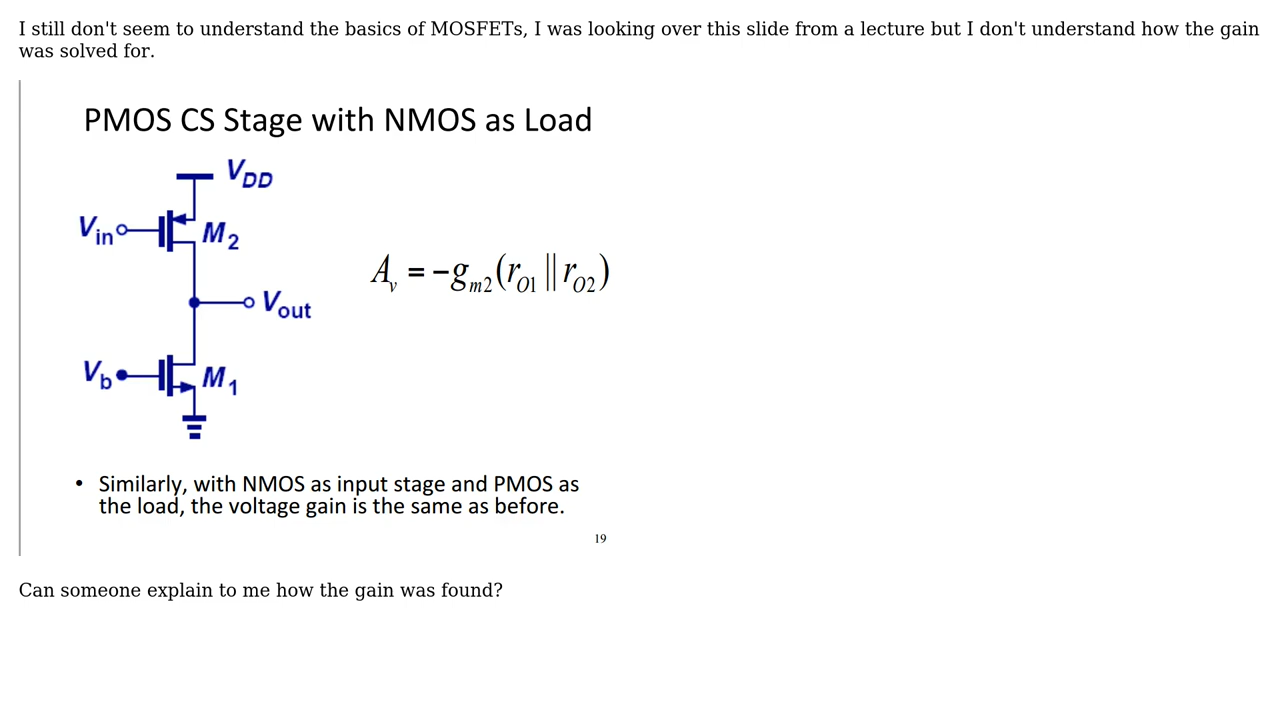 I still don't seem to understand the basics of MOSFETs, I was looking over this slide from a lecture but I don't understand how the gain
was solved for.
PMOS CS Stage with NMOS as Load
VDD
Vin
M2
Av = −gm2(rO1 || rO2)
Vout
Vb
M1
• Similarly, with NMOS as input stage and PMOS as
the load, the voltage gain is the same as before.
19
Can someone explain to me how the gain was found?